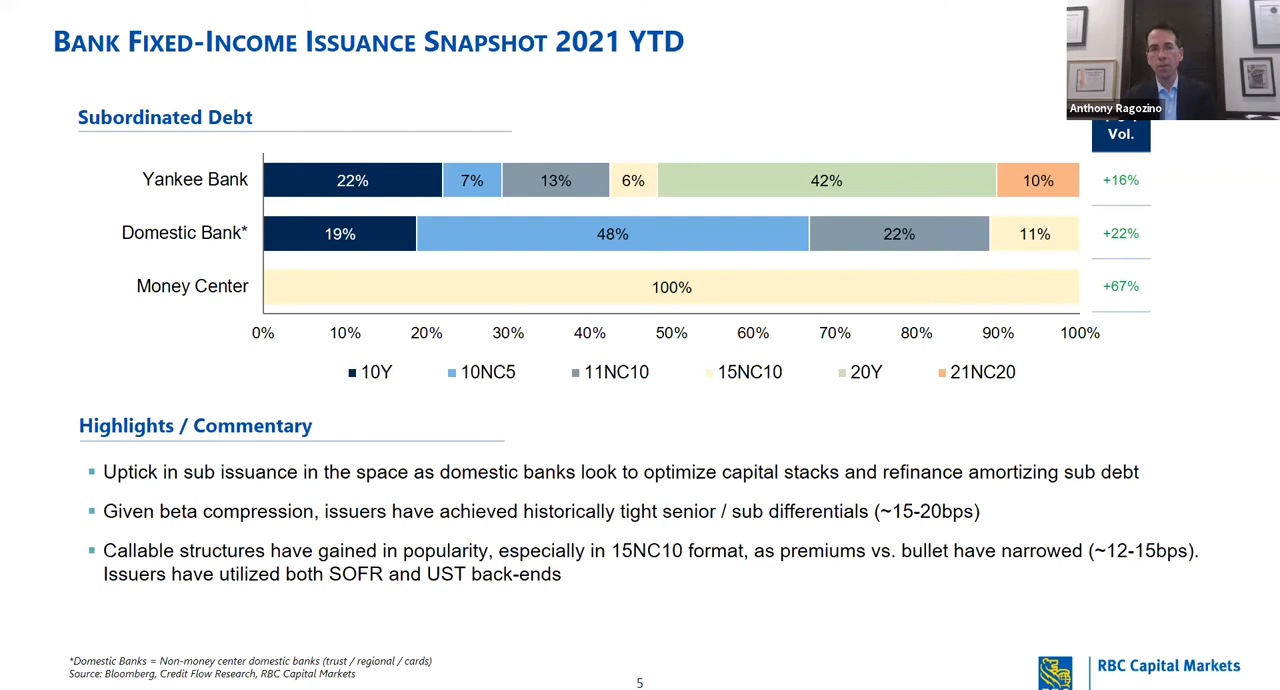 BANK FIXED-INCOME ISSUANCE SNAPSHOT 2021 YTD
Anthony Ragozino
Subordinated Debt
Vol.
Yankee Bank 22% 7% 13% 6% 42% 10% +16%
Domestic Bank* 19% 48% 22% 11% +22%
Money Center 100% +67%
0% 10% 20% 30% 40% 50% 60% 70% 80% 90% 100%
10Y 10NC5 11NC10 15NC10 20Y 21NC20
Highlights / Commentary
Uptick in sub issuance in the space as domestic banks look to optimize capital stacks and refinance amortizing sub debt
Given beta compression, issuers have achieved historically tight senior / sub differentials (~15-20bps)
Callable structures have gained in popularity, especially in 15NC10 format, as premiums vs. bullet have narrowed (~12-15bps).
Issuers have utilized both SOFR and UST back-ends
*Domestic Banks = Non-money center domestic banks (trust / regional / cards)
Source: Bloomberg, Credit Flow Research, RBC Capital Markets
5
RBC
RBC Capital Markets